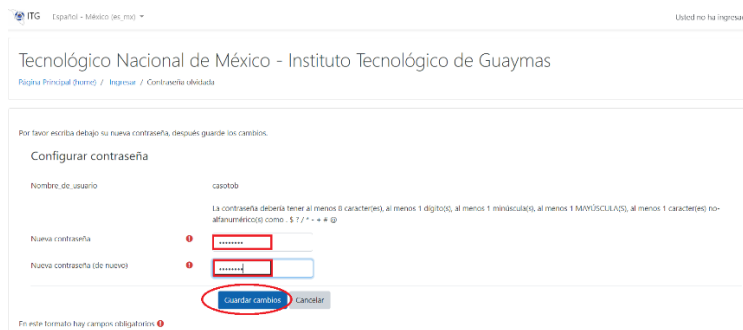 ITG Español - México (es_mx)
Usted no ha ingresa
Tecnológico Nacional de México - Instituto Tecnológico de Guaymas
Página Principal (home) / Ingresar / Contraseña olvidada
Por favor escriba debajo su nueva contraseña, después guarde los cambios.
Configurar contraseña
Nombre_de_usuario casotob
La contraseña debería tener al menos 8 caracter(es), al menos 1 dígito(s), al menos 1 minúscula(s), al menos 1 MAYÚSCULA(S), al menos 1 caracter(es) no-
alfanumérico(s) como . $ ? / * - + # @
Nueva contraseña ••••••••
Nueva contraseña (de nuevo) ••••••••
Guardar cambios Cancelar
En este formato hay campos obligatorios